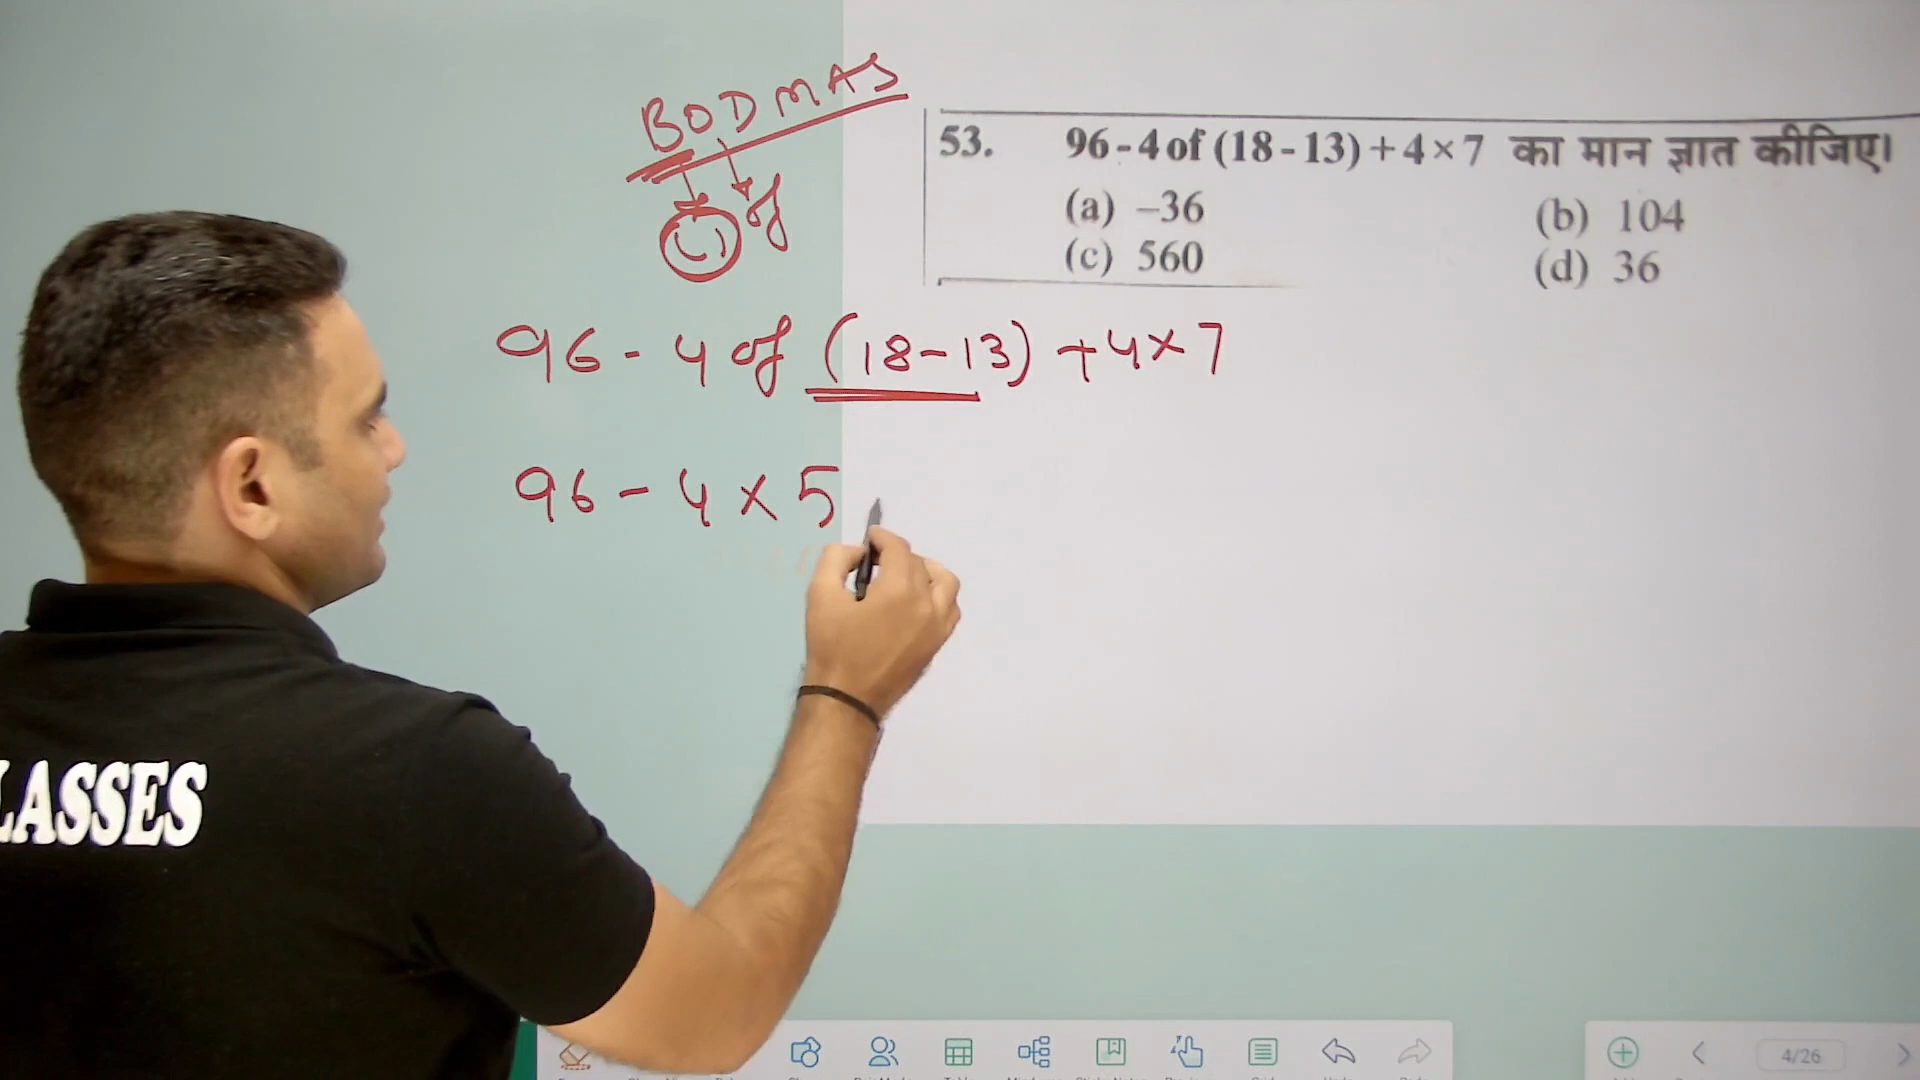 BODMAS
( ) of
53. 96 - 4 of (18 - 13) + 4 × 7 का मान ज्ञात कीजिए।
(a) –36 (b) 104
(c) 560 (d) 36
96 - 4 of (18 - 13) + 4 × 7
96 - 4 × 5
LASSES
4/26